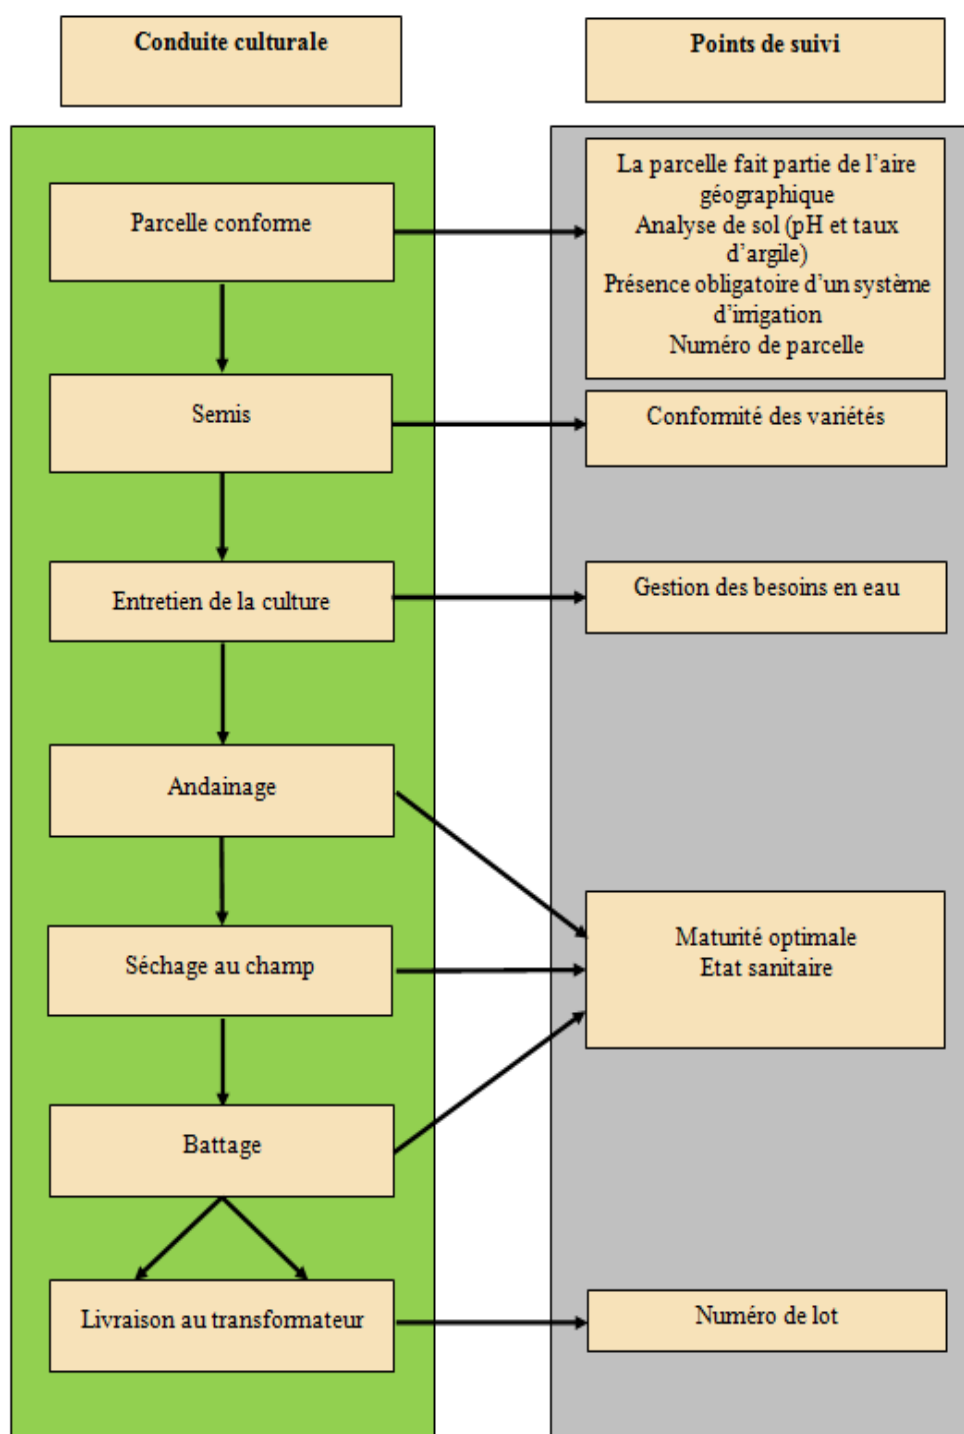 Conduite culturale
Points de suivi
Parcelle conforme
La parcelle fait partie de l'aire
géographique
Analyse de sol (pH et taux
d'argile)
Présence obligatoire d'un système
d'irrigation
Numéro de parcelle
Semis
Conformité des variétés
Entretien de la culture
Gestion des besoins en eau
Andainage
Séchage au champ
Maturité optimale
Etat sanitaire
Battage
Livraison au transformateur
Numéro de lot